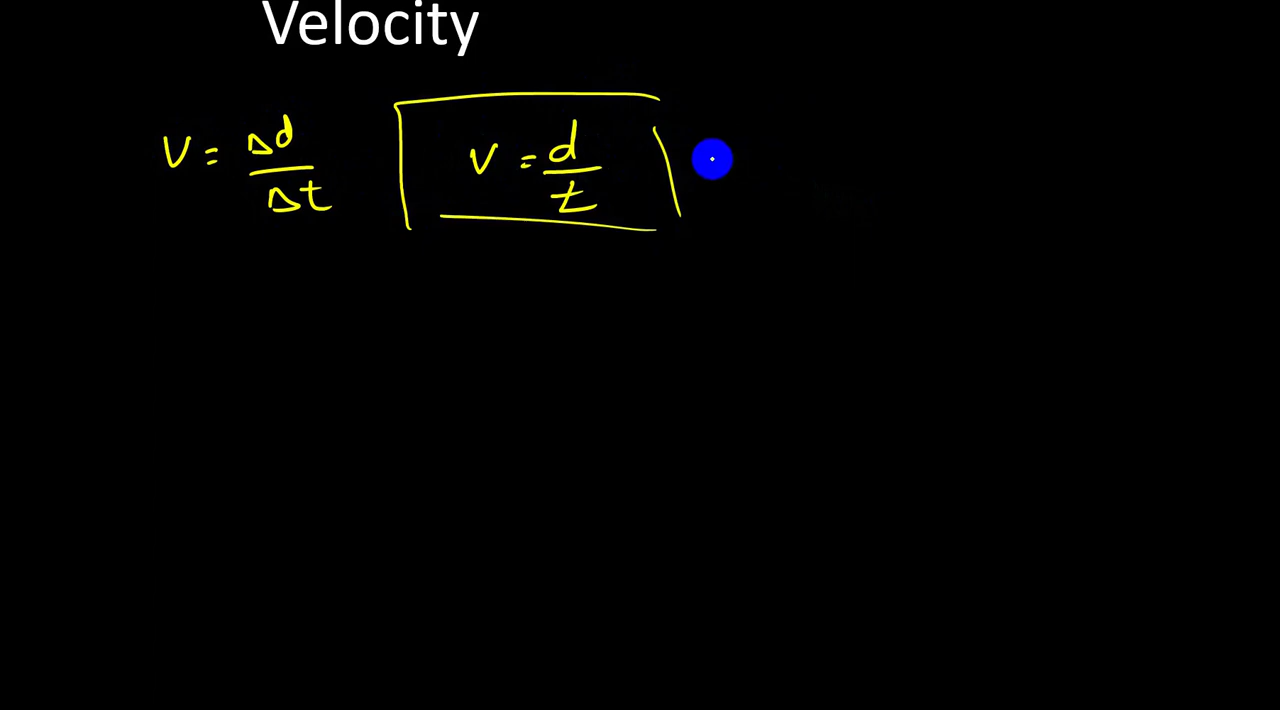 Velocity
V = Δd/Δt V = d/t